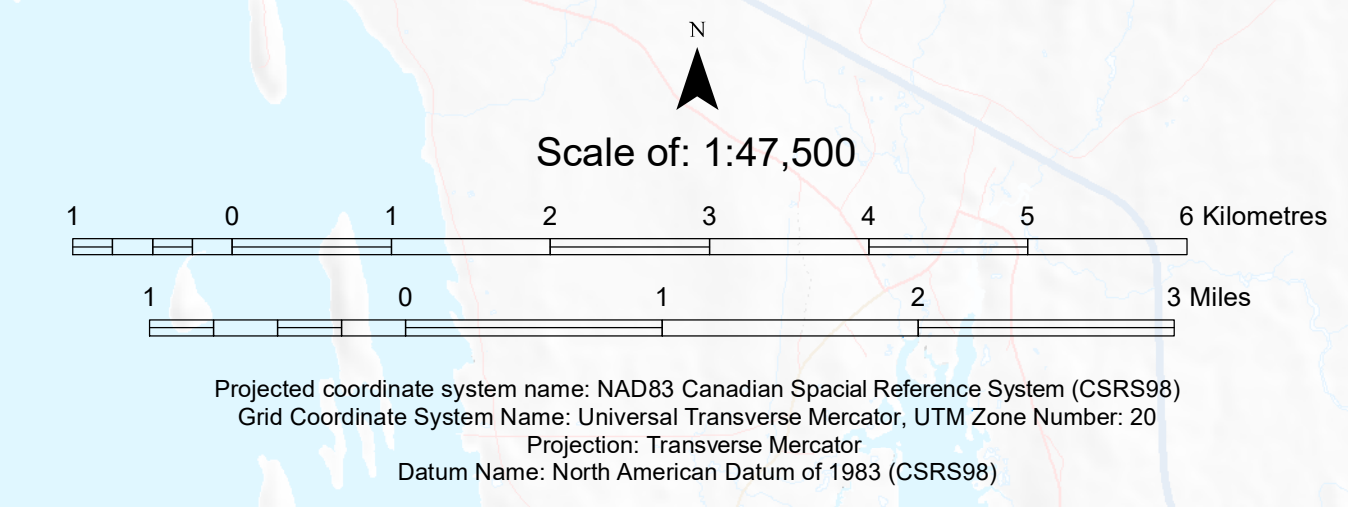 N
Scale of: 1:47,500
1 0 1 2 3 4 5 6 Kilometres
1 0 1 2 3 Miles
Projected coordinate system name: NAD83 Canadian Spacial Reference System (CSRS98)
Grid Coordinate System Name: Universal Transverse Mercator, UTM Zone Number: 20
Projection: Transverse Mercator
Datum Name: North American Datum of 1983 (CSRS98)